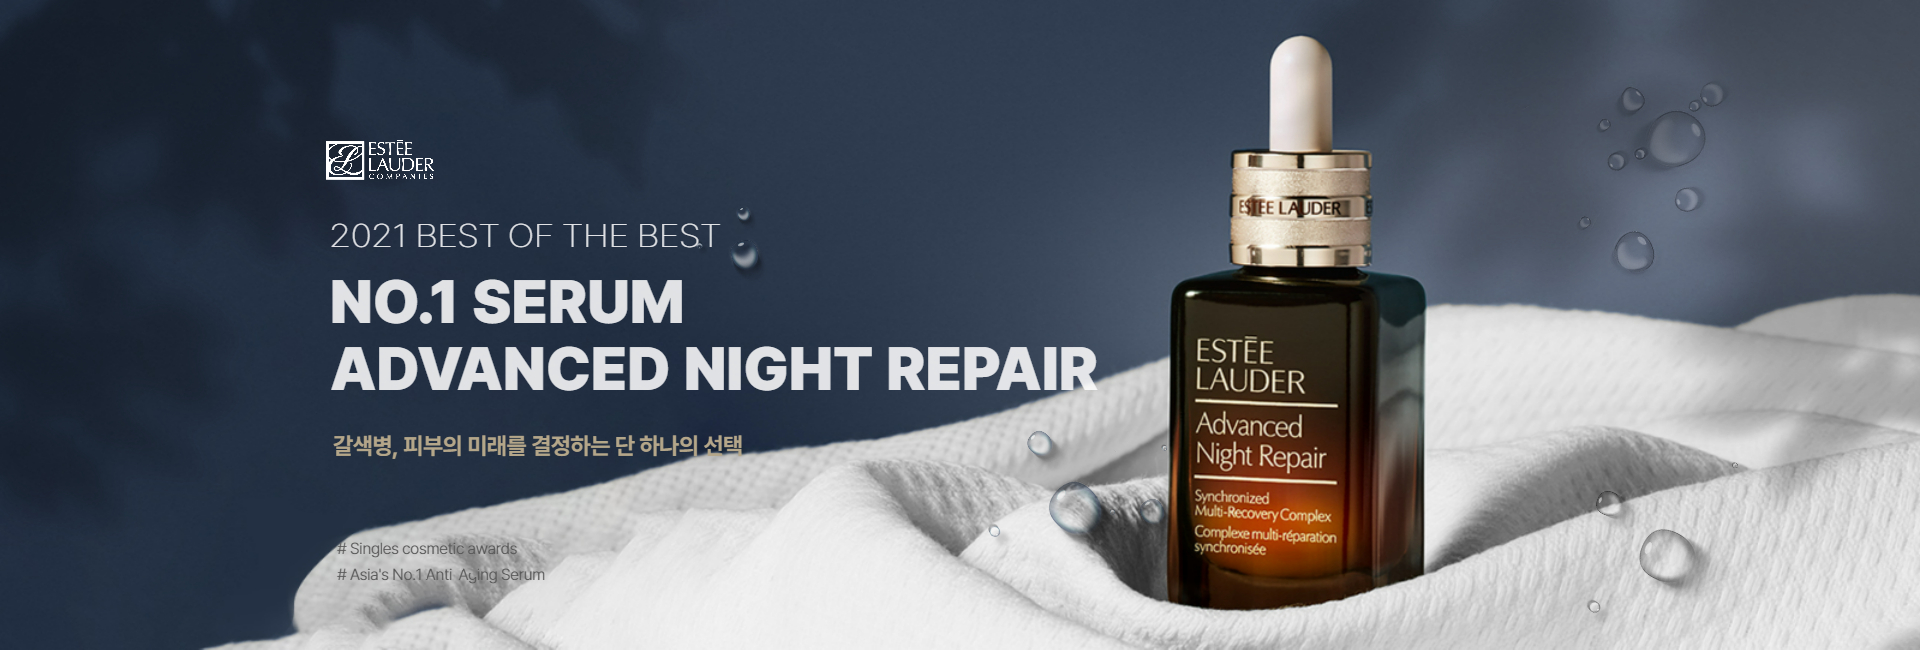 ESTĒE
LAUDER
COMPANIES
2021 BEST OF THE BEST
NO.1 SERUM
ADVANCED NIGHT REPAIR
갈색병, 피부의 미래를 결정하는 단 하나의 선택
# Singles cosmetic awards
# Asia's No.1 Anti-Aging Serum
ESTEE LAUDER
ESTĒE
LAUDER
Advanced
Night Repair
Synchronized
Multi-Recovery Complex
Complexe multi-réparation
synchronisée